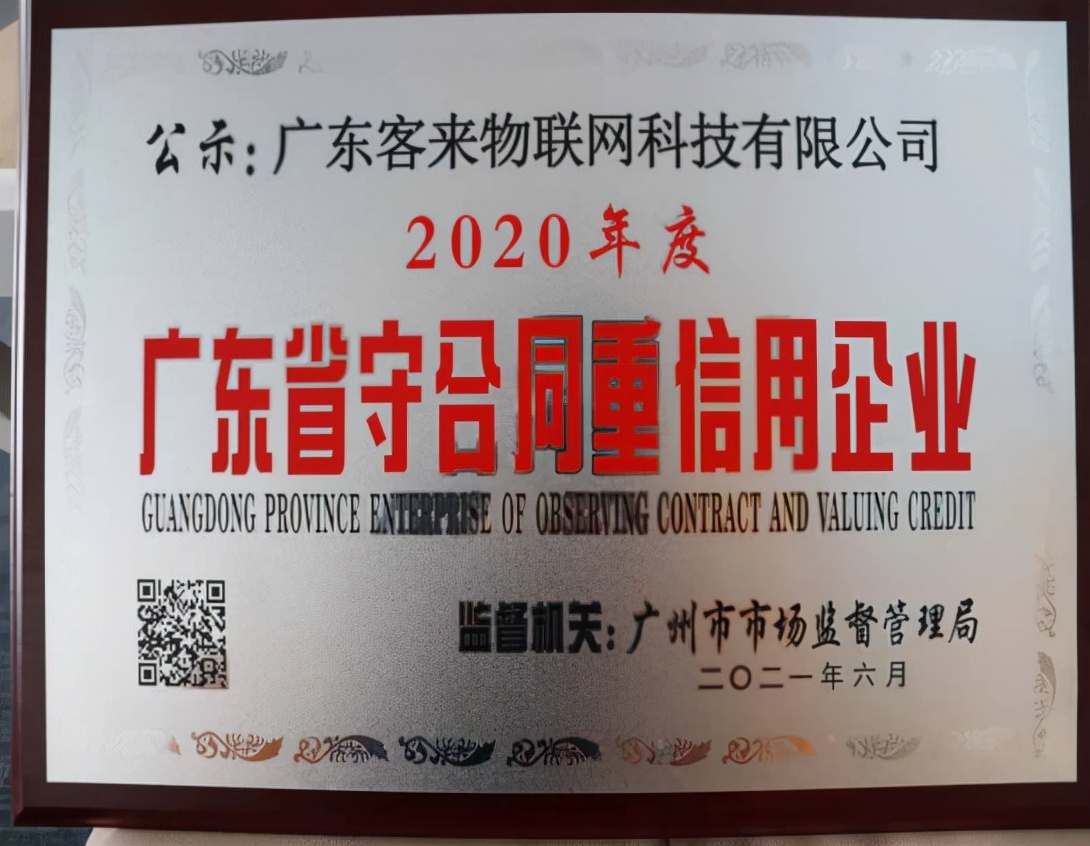 公示:广东客来物联网科技有限公司
2020年度
广东省守合同重信用企业
GUANGDONG PROVINCE ENTERPRISE OF OBSERVING CONTRACT AND VALUING CREDIT
监督机关:广州市市场监督管理局
二〇二一年六月